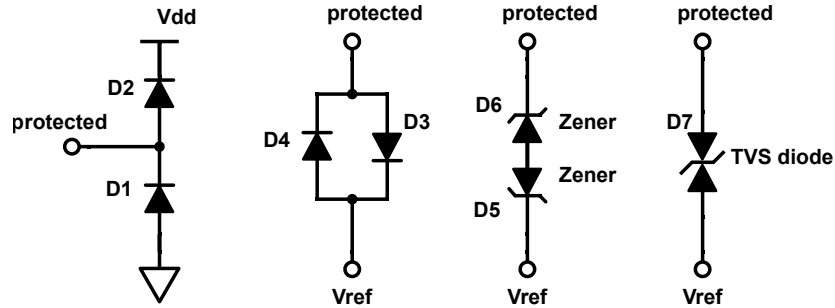 Vdd
D2
protected
D1
protected
D3
D4
Vref
protected
D6
Zener
Zener
D5
Vref
protected
D7
TVS diode
Vref